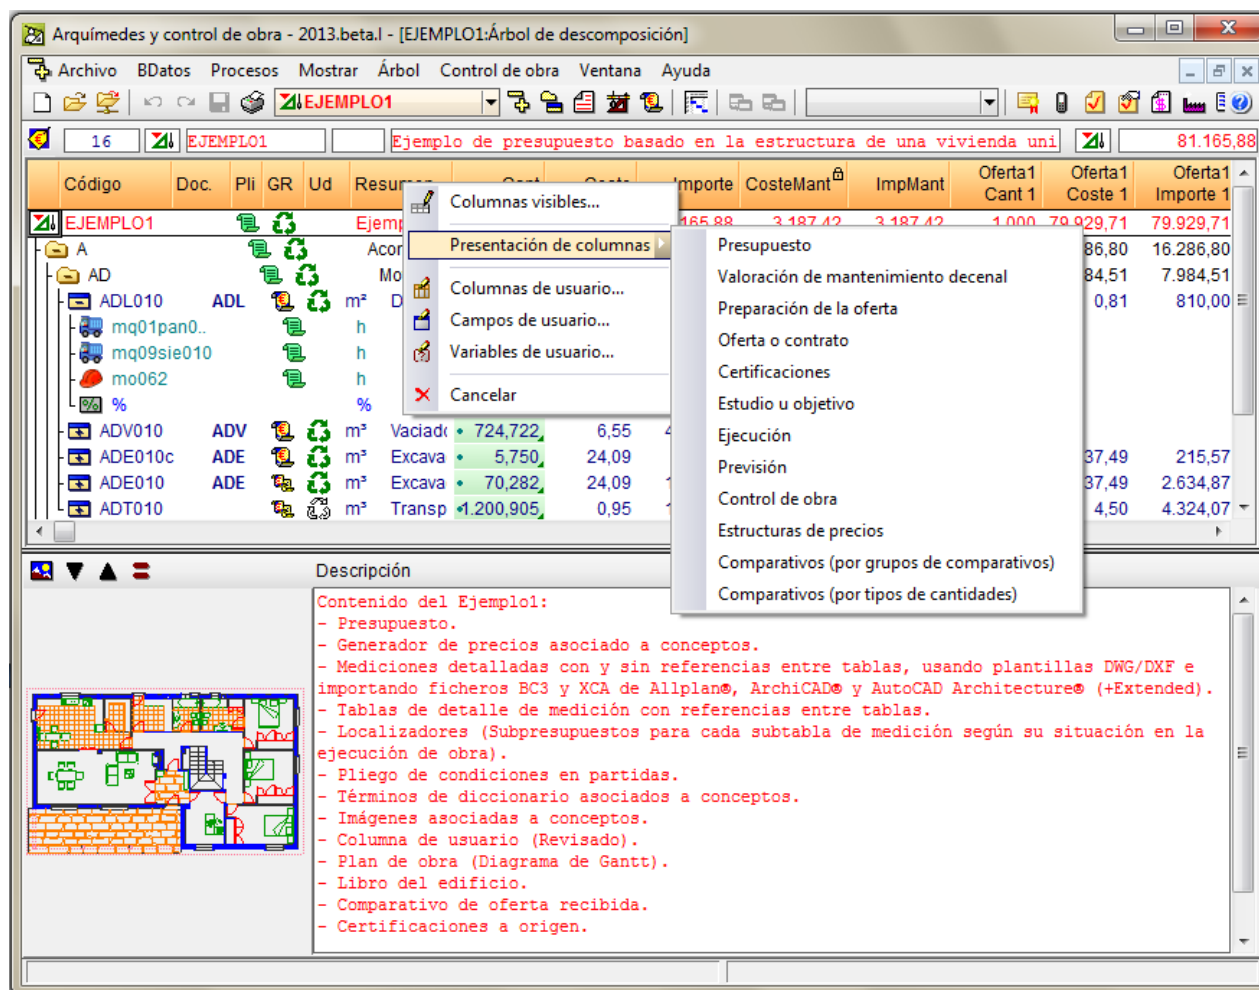 Arquímedes y control de obra - 2013.beta.I - [EJEMPLO1:Árbol de descomposición]
Archivo BDatos Procesos Mostrar Árbol Control de obra Ventana Ayuda
EJEMPLO1
16 EJEMPLO1 Ejemplo de presupuesto basado en la estructura de una vivienda uni 81.165,88
Código Doc. Pli GR Ud Resumen Cant Coste Importe CosteMant ImpMant Oferta1 Cant 1 Oferta1 Coste 1 Oferta1 Importe 1
EJEMPLO1 Ejemp 165,88 3.187,42 3.187,42 1,000 79.929,71 79.929,71
A Acor 86,80 16.286,80
AD Mo 84,51 7.984,51
ADL010 ADL m² D 0,81 810,00
mq01pan0.. h
mq09sie010 h
mo062 h
% %
ADV010 ADV m³ Vaciado 724,722 6,55 4
ADE010c ADE m³ Excava 5,750 24,09 37,49 215,57
ADE010 ADE m³ Excava 70,282 24,09 1 37,49 2.634,87
ADT010 m³ Transp 1.200,905 0,95 1 4,50 4.324,07
Columnas visibles...
Presentación de columnas
Columnas de usuario...
Campos de usuario...
Variables de usuario...
Cancelar
Presupuesto
Valoración de mantenimiento decenal
Preparación de la oferta
Oferta o contrato
Certificaciones
Estudio u objetivo
Ejecución
Previsión
Control de obra
Estructuras de precios
Comparativos (por grupos de comparativos)
Comparativos (por tipos de cantidades)
Descripción
Contenido del Ejemplo1:
- Presupuesto.
- Generador de precios asociado a conceptos.
- Mediciones detalladas con y sin referencias entre tablas, usando plantillas DWG/DXF e
importando ficheros BC3 y XCA de Allplan®, ArchiCAD® y AutoCAD Architecture® (+Extended).
- Tablas de detalle de medición con referencias entre tablas.
- Localizadores (Subpresupuestos para cada subtabla de medición según su situación en la
ejecución de obra).
- Pliego de condiciones en partidas.
- Términos de diccionario asociados a conceptos.
- Imágenes asociadas a conceptos.
- Columna de usuario (Revisado).
- Plan de obra (Diagrama de Gantt).
- Libro del edificio.
- Comparativo de oferta recibida.
- Certificaciones a origen.